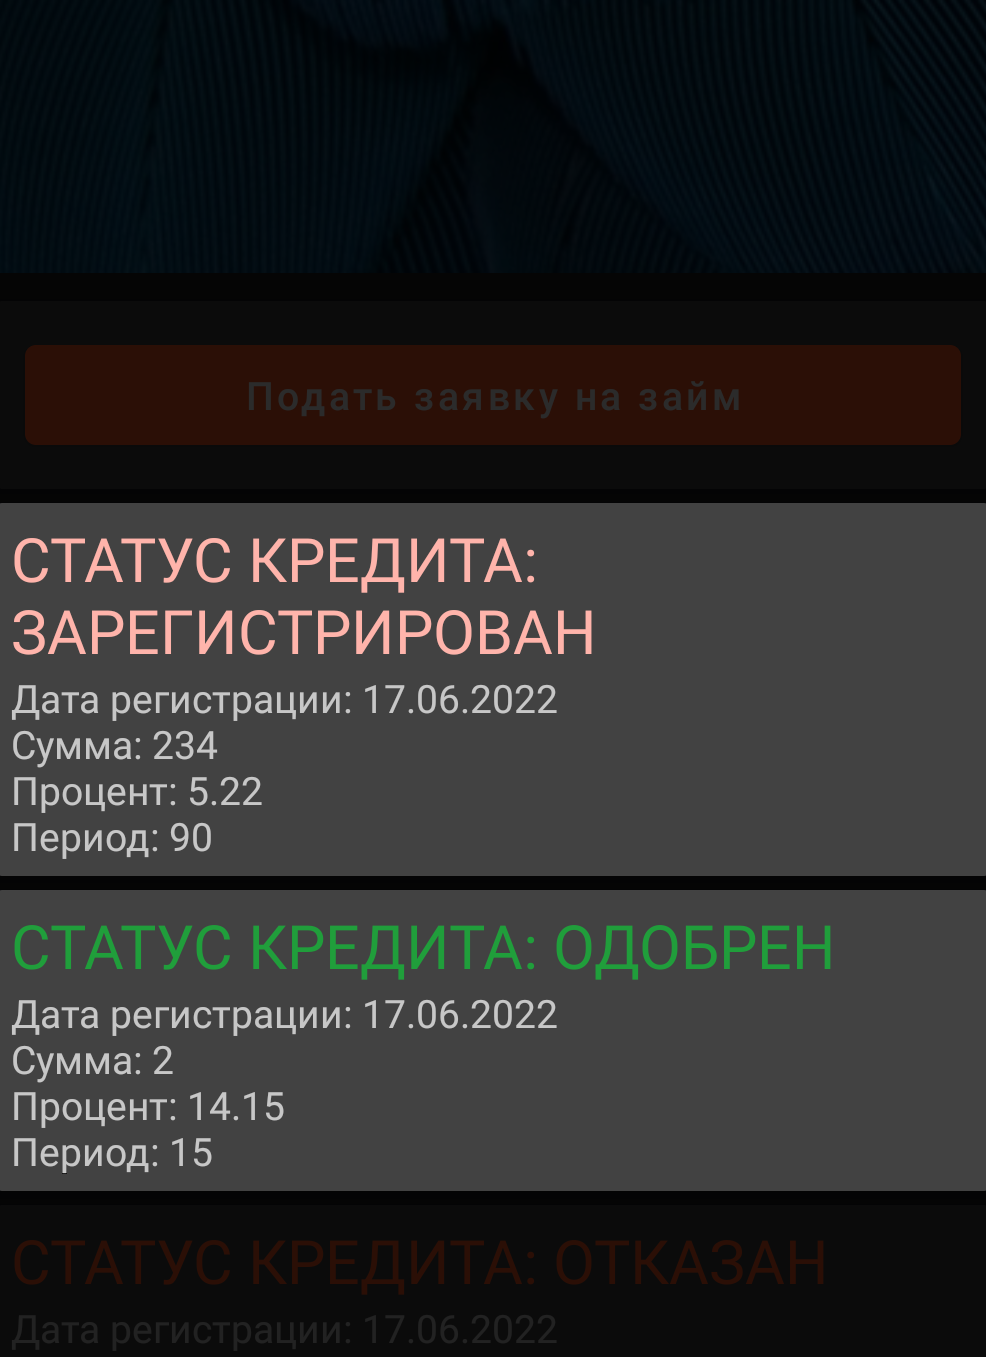 Подать заявку на займ
СТАТУС КРЕДИТА:
ЗАРЕГИСТРИРОВАН
Дата регистрации: 17.06.2022
Сумма: 234
Процент: 5.22
Период: 90
СТАТУС КРЕДИТА: ОДОБРЕН
Дата регистрации: 17.06.2022
Сумма: 2
Процент: 14.15
Период: 15
СТАТУС КРЕДИТА: ОТКАЗАН
Дата регистрации: 17.06.2022